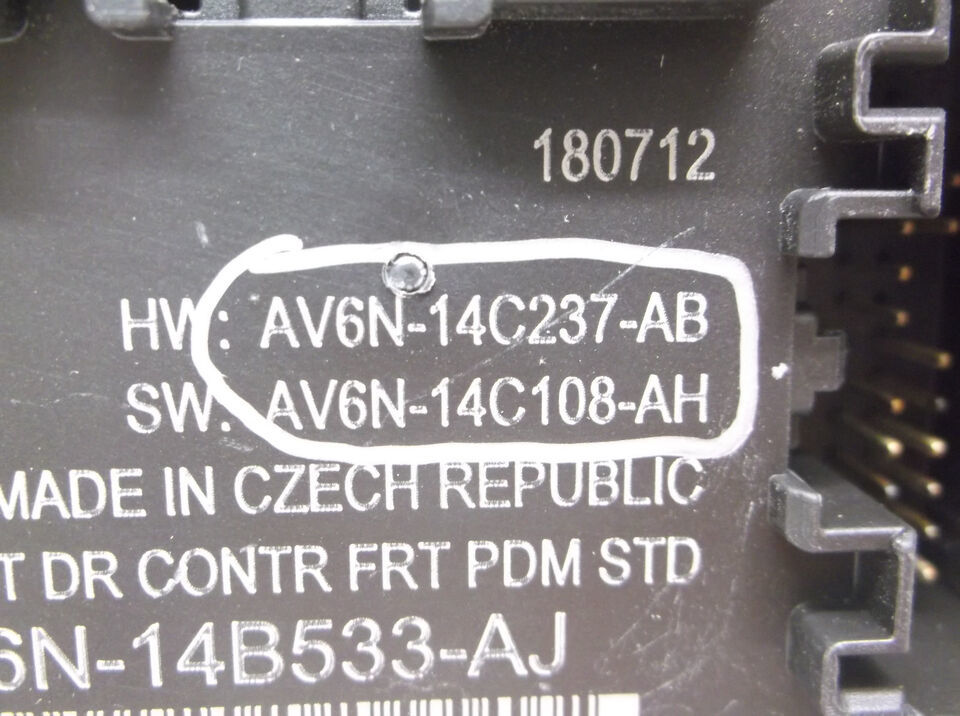 180712
HW: AV6N-14C237-AB
SW: AV6N-14C108-AH
MADE IN CZECH REPUBLIC
T DR CONTR FRT PDM STD
6N-14B533-AJ